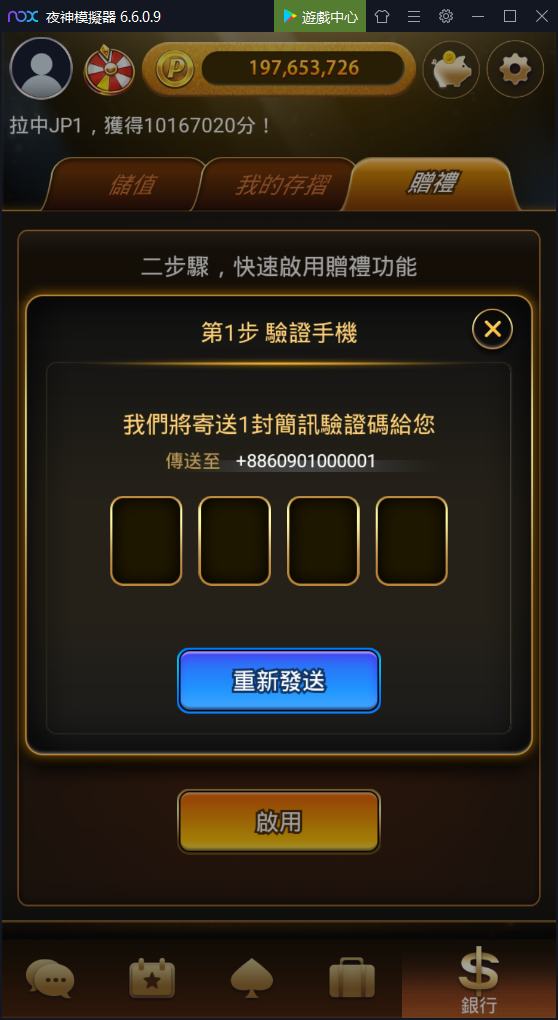 nox 夜神模擬器 6.6.0.9 遊戲中心
P 197,653,726
拉中JP1，獲得10167020分！
儲值 我的存摺 贈禮
二步驟，快速啟用贈禮功能
第1步 驗證手機
我們將寄送1封簡訊驗證碼給您
傳送至 +8860901000001
重新發送
啟用
$
銀行